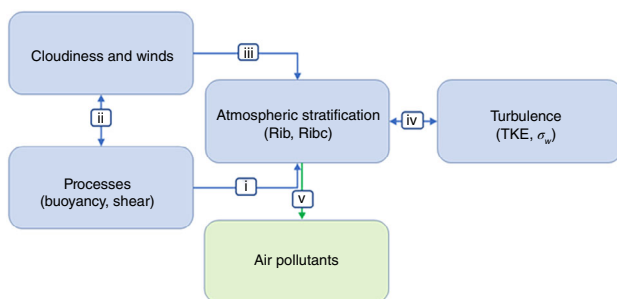 Cloudiness and winds
iii
ii
Atmospheric stratification
(Rib, Ribc)
iv
Turbulence
(TKE, σw)
Processes
(buoyancy, shear)
i
v
Air pollutants